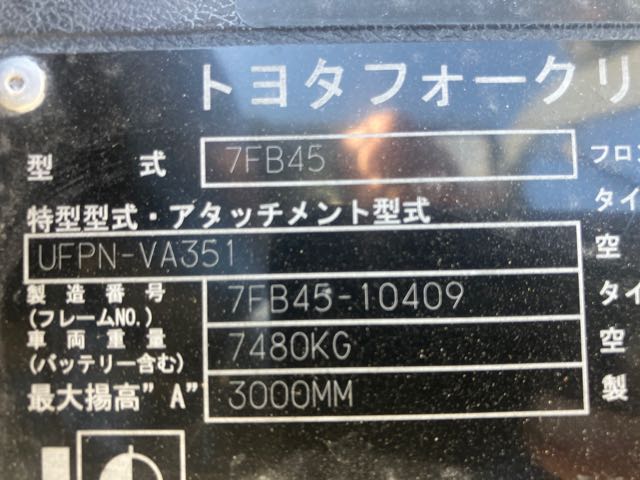 トヨタフォークリ
型 式 7FB45 フロン
特型型式・アタッチメント型式 タイ
UFPN-VA351 空
製造番号 7FB45-10409 タイ
(フレームNO.)
車両重量 7480KG 空
(バッテリー含む)
最大揚高"A" 3000MM 製